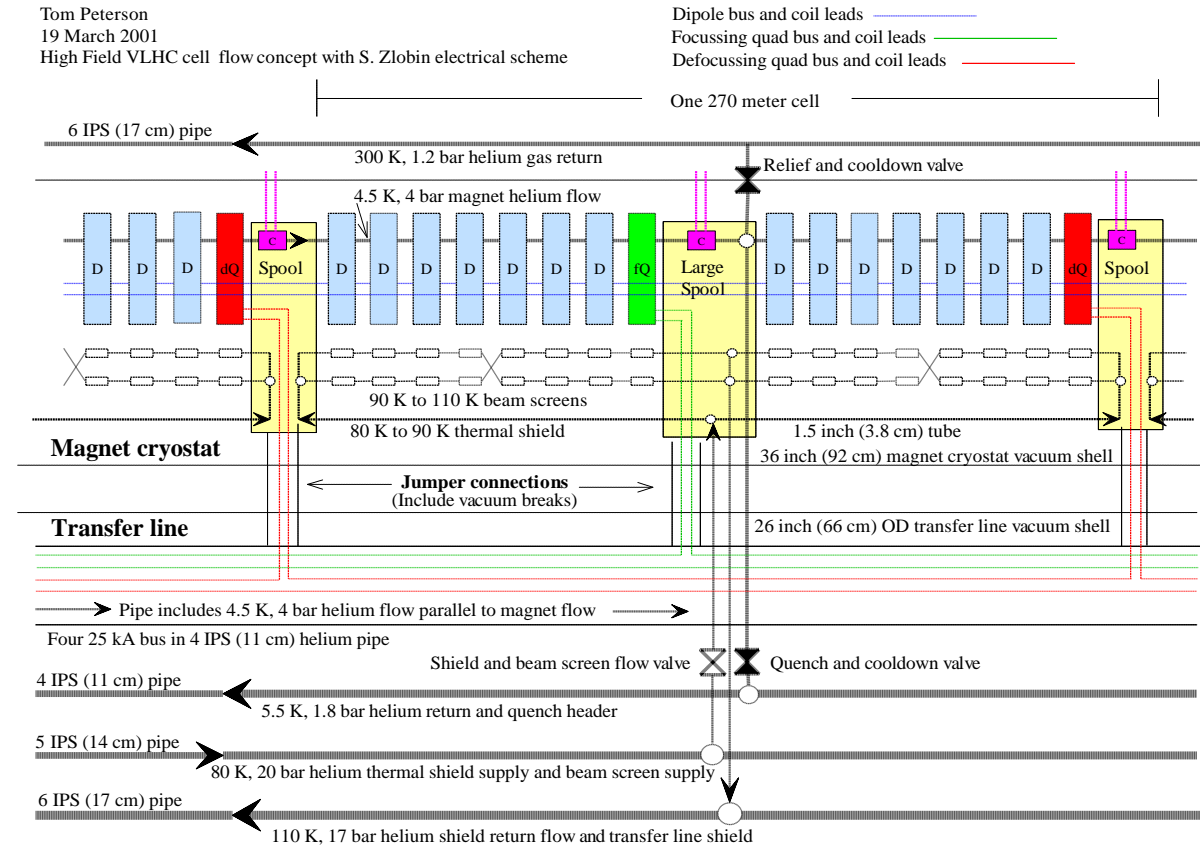 Tom Peterson
19 March 2001
High Field VLHC cell flow concept with S. Zlobin electrical scheme
Dipole bus and coil leads
Focussing quad bus and coil leads
Defocussing quad bus and coil leads
One 270 meter cell
6 IPS (17 cm) pipe
300 K, 1.2 bar helium gas return
Relief and cooldown valve
4.5 K, 4 bar magnet helium flow
C
C
C
D
D
D
dQ
Spool
D
D
D
D
D
D
D
fQ
Large
Spool
D
D
D
D
D
D
D
dQ
Spool
90 K to 110 K beam screens
80 K to 90 K thermal shield
1.5 inch (3.8 cm) tube
Magnet cryostat
36 inch (92 cm) magnet cryostat vacuum shell
Jumper connections
(Include vacuum breaks)
Transfer line
26 inch (66 cm) OD transfer line vacuum shell
Pipe includes 4.5 K, 4 bar helium flow parallel to magnet flow
Four 25 kA bus in 4 IPS (11 cm) helium pipe
Shield and beam screen flow valve
Quench and cooldown valve
4 IPS (11 cm) pipe
5.5 K, 1.8 bar helium return and quench header
5 IPS (14 cm) pipe
80 K, 20 bar helium thermal shield supply and beam screen supply
6 IPS (17 cm) pipe
110 K, 17 bar helium shield return flow and transfer line shield